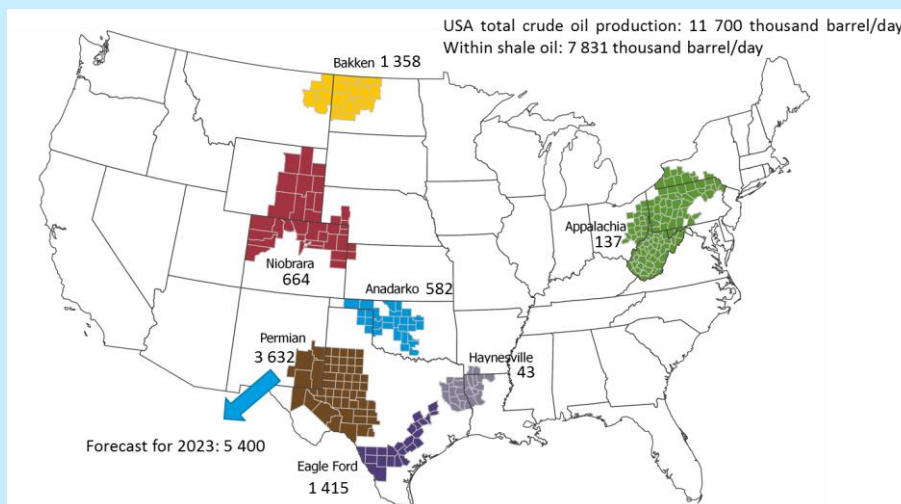 USA total crude oil production: 11 700 thousand barrel/day
Within shale oil: 7 831 thousand barrel/day
Bakken 1 358
Appalachia
137
Niobrara
664
Anadarko 582
Permian
3 632
Haynesville
43
Forecast for 2023: 5 400
Eagle Ford
1 415